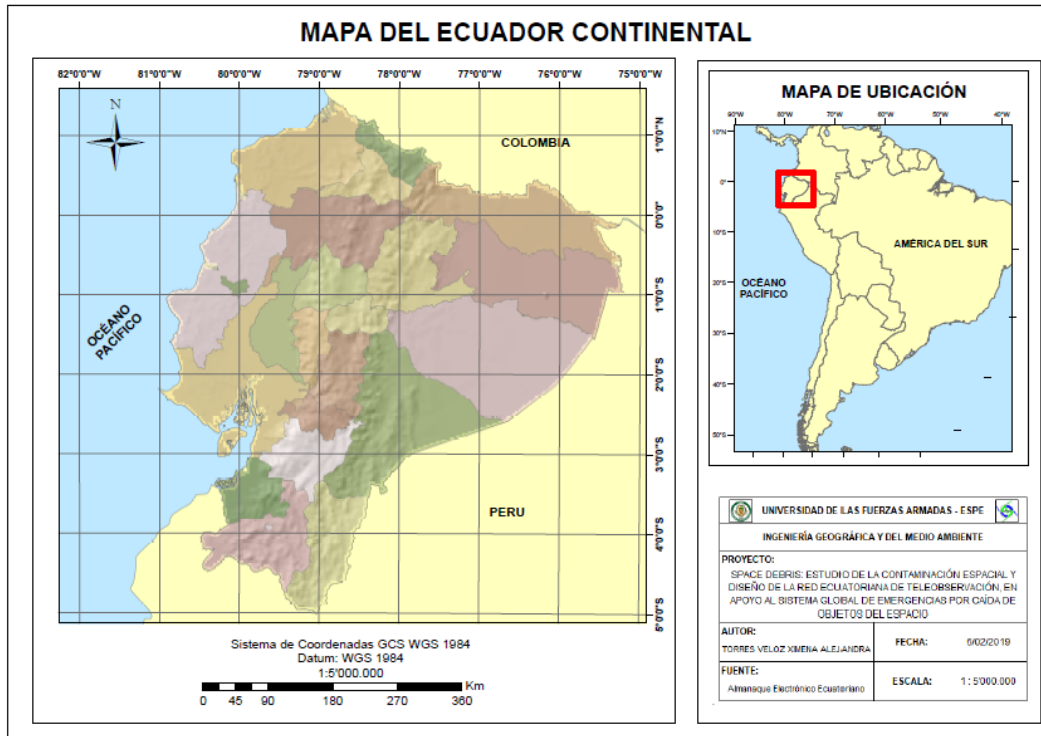 MAPA DEL ECUADOR CONTINENTAL
82°0'0"W 81°0'0"W 80°0'0"W 79°0'0"W 78°0'0"W 77°0'0"W 76°0'0"W 75°0'0"W
N
COLOMBIA
1°0'0"N
0°0'0"
1°0'0"S
2°0'0"S
3°0'0"S
4°0'0"S
5°0'0"S
OCÉANO
PACÍFICO
PERU
Sistema de Coordenadas GCS WGS 1984
Datum: WGS 1984
1:5'000.000
Km
0 45 90 180 270 360
MAPA DE UBICACIÓN
90°W 80°W 70°W 60°W 50°W 40°W
10°N
0°
10°S
20°S
30°S
40°S
50°S
AMÉRICA DEL SUR
OCÉANO
PACÍFICO
UNIVERSIDAD DE lLAS FUERZAS ARMADAS - ESPE
INGENIERÍA GEOGRÁFICA Y DEL MEDIO AMBIENTE
PROYECTO:
SPACE DEBRIS: ESTUDIO DE LA CONTAMINACIÓN ESPACIAL Y
DISEÑO DE LA RED ECUATORIANA DE TELEOBSERVACIÓN, EN
APOYO AL SISTEMA GLOBAL DE EMERGENCIAS POR CAÍDA DE
OBJETOS DEL ESPACIO
AUTOR:
TORRES VELOZ XIMENA ALEJANDRA
FECHA: 6/02/2019
FUENTE:
Almanaque Electrónico Ecuatoriano
ESCALA: 1 : 5'000.000